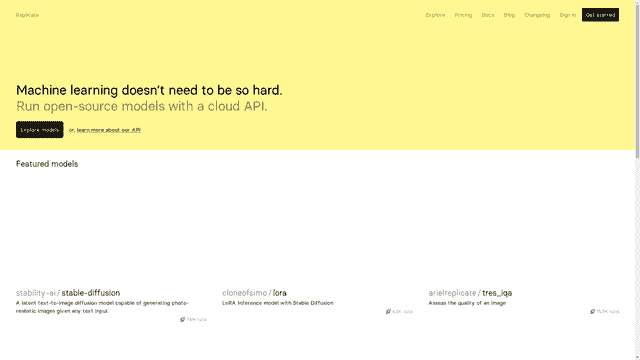 Replicate
Explore Pricing Docs Blog Changelog Sign in Get started
Machine learning doesn't need to be so hard.
Run open-source models with a cloud API.
Explore models or, learn more about our API
Featured models
stability-ai / stable-diffusion
A latent text-to-image diffusion model capable of generating photo-
realistic images given any text input
runs
cloneofsimo / lora
LoRA Inference model with Stable Diffusion
runs
arielreplicate / tres_iqa
Assess the quality of an image
runs